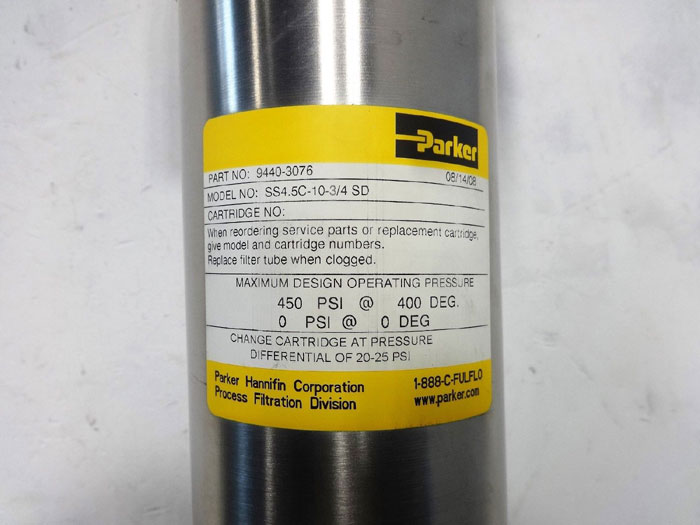 Parker
PART NO: 9440-3076 08/14/08
MODEL NO: SS4.5C-10-3/4 SD
CARTRIDGE NO:
When reordering service parts or replacement cartridge,
give model and cartridge numbers.
Replace filter tube when clogged.
MAXIMUM DESIGN OPERATING PRESSURE
450 PSI @ 400 DEG.
0 PSI @ 0 DEG
CHANGE CARTRIDGE AT PRESSURE
DIFFERENTIAL OF 20-25 PSI
Parker Hannifin Corporation 1-888-C-FULFLO
Process Filtration Division www.parker.com